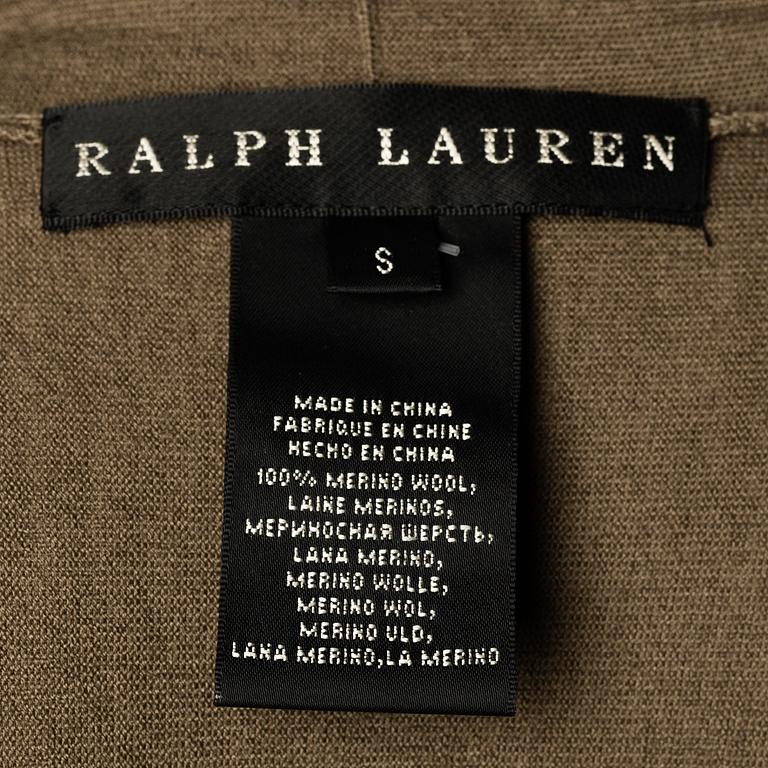 RALPH LAUREN
S
MADE IN CHINA
FABRIQUE EN CHINE
HECHO EN CHINA
100% MERINO WOOL,
LAINE MERINOS,
МЕРИНОСНАЯ ШЕРСТЬ,
LANA MERINO,
MERINO WOLLE,
MERINO WOL,
MERINO ULD,
LANA MERINO,LA MERINO